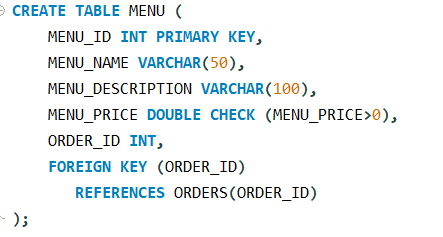 CREATE TABLE MENU (
MENU_ID INT PRIMARY KEY,
MENU_NAME VARCHAR(50),
MENU_DESCRIPTION VARCHAR(100),
MENU_PRICE DOUBLE CHECK (MENU_PRICE>0),
ORDER_ID INT,
FOREIGN KEY (ORDER_ID)
REFERENCES ORDERS(ORDER_ID)
);